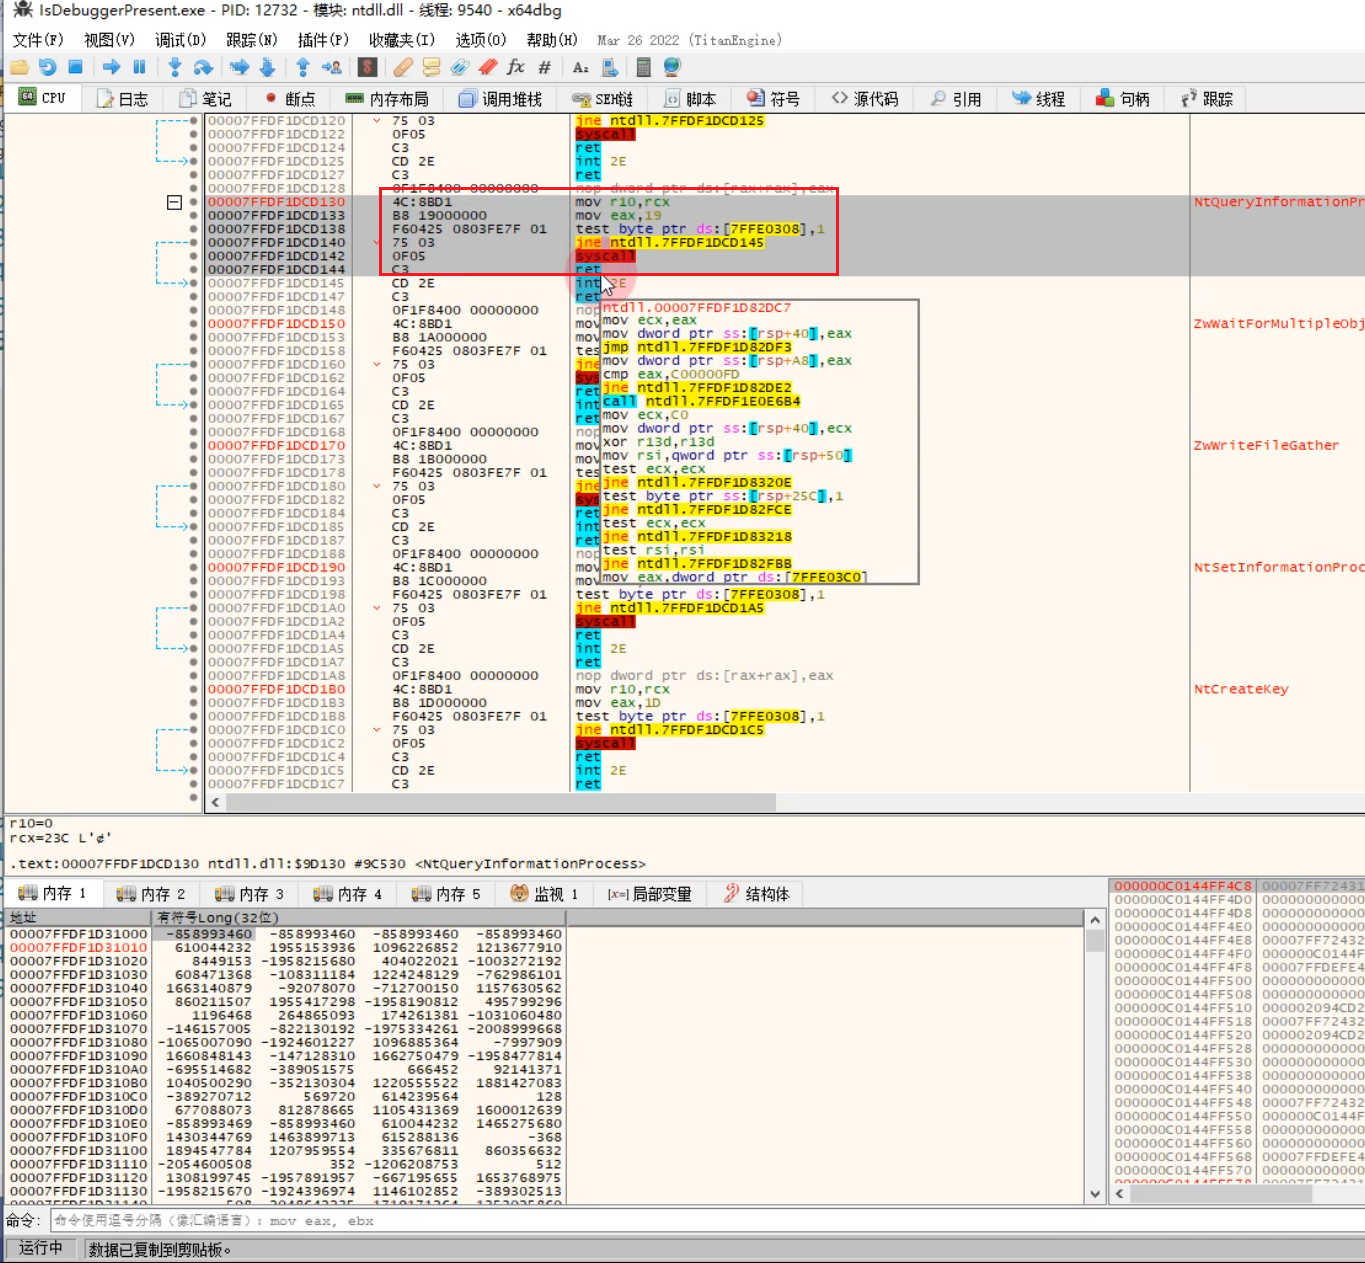 IsDebuggerPresent.exe - PID: 12732 - 模块: ntdll.dll - 线程: 9540 - x64dbg
文件(F) 视图(V) 调试(D) 跟踪(N) 插件(P) 收藏夹(I) 选项(O) 帮助(H) Mar 26 2022 (TitanEngine)
CPU 日志 笔记 断点 内存布局 调用堆栈 SEH链 脚本 符号 源代码 引用 线程 句柄 跟踪
00007FFDF1DCD120 75 03 jne ntdll.7FFDF1DCD125
00007FFDF1DCD122 0F05 syscall
00007FFDF1DCD124 C3 ret
00007FFDF1DCD125 CD 2E int 2E
00007FFDF1DCD127 C3 ret
00007FFDF1DCD128 0F1F8400 00000000 nop dword ptr ds:[rax+rax],eax
00007FFDF1DCD130 4C:8BD1 mov r10,rcx NtQueryInformationPr
00007FFDF1DCD133 B8 19000000 mov eax,19
00007FFDF1DCD138 F60425 0803FE7F 01 test byte ptr ds:[7FFE0308],1
00007FFDF1DCD140 75 03 jne ntdll.7FFDF1DCD145
00007FFDF1DCD142 0F05 syscall
00007FFDF1DCD144 C3 ret
00007FFDF1DCD145 CD 2E int 2E
00007FFDF1DCD147 C3 ret
00007FFDF1DCD148 0F1F8400 00000000 nop
00007FFDF1DCD150 4C:8BD1 mov ZwWaitForMultipleObj
00007FFDF1DCD153 B8 1A000000 mov
00007FFDF1DCD158 F60425 0803FE7F 01 tes
00007FFDF1DCD160 75 03 jne
00007FFDF1DCD162 0F05 sys
00007FFDF1DCD164 C3 ret
00007FFDF1DCD165 CD 2E int
00007FFDF1DCD167 C3 ret
00007FFDF1DCD168 0F1F8400 00000000 nop
00007FFDF1DCD170 4C:8BD1 mov ZwWriteFileGather
00007FFDF1DCD173 B8 1B000000 mov
00007FFDF1DCD178 F60425 0803FE7F 01 tes
00007FFDF1DCD180 75 03 jne
00007FFDF1DCD182 0F05 sys
00007FFDF1DCD184 C3 ret
00007FFDF1DCD185 CD 2E int
00007FFDF1DCD187 C3 ret
00007FFDF1DCD188 0F1F8400 00000000 nop
00007FFDF1DCD190 4C:8BD1 mov NtSetInformationProc
00007FFDF1DCD193 B8 1C000000 mov
00007FFDF1DCD198 F60425 0803FE7F 01 test byte ptr ds:[7FFE0308],1
00007FFDF1DCD1A0 75 03 jne ntdll.7FFDF1DCD1A5
00007FFDF1DCD1A2 0F05 syscall
00007FFDF1DCD1A4 C3 ret
00007FFDF1DCD1A5 CD 2E int 2E
00007FFDF1DCD1A7 C3 ret
00007FFDF1DCD1A8 0F1F8400 00000000 nop dword ptr ds:[rax+rax],eax
00007FFDF1DCD1B0 4C:8BD1 mov r10,rcx NtCreateKey
00007FFDF1DCD1B3 B8 1D000000 mov eax,1D
00007FFDF1DCD1B8 F60425 0803FE7F 01 test byte ptr ds:[7FFE0308],1
00007FFDF1DCD1C0 75 03 jne ntdll.7FFDF1DCD1C5
00007FFDF1DCD1C2 0F05 syscall
00007FFDF1DCD1C4 C3 ret
00007FFDF1DCD1C5 CD 2E int 2E
00007FFDF1DCD1C7 C3 ret
ntdll.00007FFDF1D82DC7
mov ecx,eax
mov dword ptr ss:[rsp+40],eax
jmp ntdll.7FFDF1D82DF3
mov dword ptr ss:[rsp+A8],eax
cmp eax,C00000FD
jne ntdll.7FFDF1D82DE2
call ntdll.7FFDF1E0E6B4
mov ecx,C0
mov dword ptr ss:[rsp+40],ecx
xor r13d,r13d
mov rsi,qword ptr ss:[rsp+50]
test ecx,ecx
jne ntdll.7FFDF1D8320E
test byte ptr ss:[rsp+25C],1
jne ntdll.7FFDF1D82FCE
test ecx,ecx
jne ntdll.7FFDF1D83218
test rsi,rsi
jne ntdll.7FFDF1D82FBB
mov eax,dword ptr ds:[7FFE03C0]
r10=0
rcx=23C L'ȼ'
.text:00007FFDF1DCD130 ntdll.dll:$9D130 #9C530 <NtQueryInformationProcess>
内存 1 内存 2 内存 3 内存 4 内存 5 监视 1 [x=] 局部变量 结构体
地址 有符号Long(32位)
00007FFDF1D31000 -858993460 -858993460 -858993460 -858993460
00007FFDF1D31010 610044232 1955153936 1096226852 1213677910
00007FFDF1D31020 8449153 -1958215680 404022021 -1003272192
00007FFDF1D31030 608471368 -108311184 1224248129 -762986101
00007FFDF1D31040 1663140879 -92078070 -712700150 1157630562
00007FFDF1D31050 860211507 1955417298 -1958190812 495799296
00007FFDF1D31060 1196468 264865093 174261381 -1031060480
00007FFDF1D31070 -146157005 -822130192 -1975334261 -2008999668
00007FFDF1D31080 -1065007090 -1924601227 1096885364 -7997909
00007FFDF1D31090 1660848143 -147128310 1662750479 -1958477814
00007FFDF1D310A0 -695514682 -389051575 666452 92141371
00007FFDF1D310B0 1040500290 -352130304 1220555522 1881427083
00007FFDF1D310C0 -389270712 569720 614239564 128
00007FFDF1D310D0 677088073 812878665 1105431369 1600012639
00007FFDF1D310E0 -858993469 -858993460 610044232 1465275680
00007FFDF1D310F0 1430344769 1463899713 615288136 -368
00007FFDF1D31100 1894547784 1207959554 335676811 860356632
00007FFDF1D31110 -2054600508 352 -1206208753 512
00007FFDF1D31120 1308199745 -1957891957 -667195655 1653768975
00007FFDF1D31130 -1958215670 -1924396974 1146102852 -389302513
000000C0144FF4C8 00007FF72431
000000C0144FF4D0 000000000000
000000C0144FF4D8 000000000000
000000C0144FF4E0 000000000000
000000C0144FF4E8 00007FF72432
000000C0144FF4F0 000000C0144F
000000C0144FF4F8 00007FFDEFE4
000000C0144FF500 000000000000
000000C0144FF508 000000000000
000000C0144FF510 000002094CD2
000000C0144FF518 00007FF72432
000000C0144FF520 000002094CD2
000000C0144FF528 000000000000
000000C0144FF530 000000000000
000000C0144FF538 000000000000
000000C0144FF540 000000000000
000000C0144FF548 00007FF72432
000000C0144FF550 000000C0144F
000000C0144FF558 000000000000
000000C0144FF560 000000000000
000000C0144FF568 00007FFDEFE4
000000C0144FF570 000000000000
命令: 命令使用逗号分隔（像汇编语言）: mov eax, ebx
运行中 数据已复制到剪贴板。